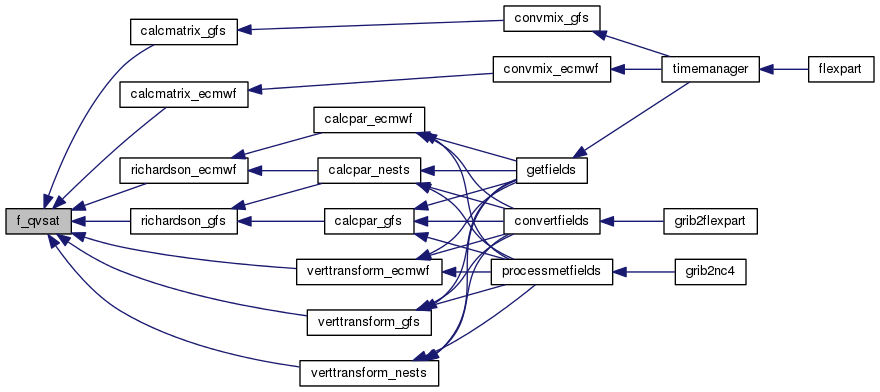 f_qvsat
calcmatrix_gfs
calcmatrix_ecmwf
richardson_ecmwf
richardson_gfs
calcpar_ecmwf
calcpar_nests
calcpar_gfs
verttransform_ecmwf
verttransform_gfs
verttransform_nests
convmix_gfs
convmix_ecmwf
getfields
convertfields
processmetfields
timemanager
grib2flexpart
grib2nc4
flexpart